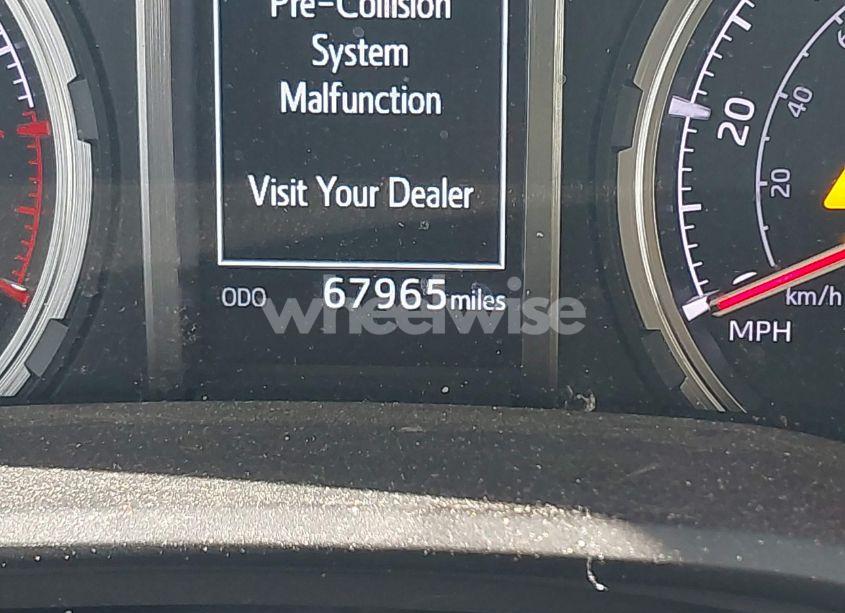 Pre-Collision
System
Malfunction
Visit Your Dealer
ODO 67965 miles
wheelwise
20
40
20
km/h
MPH